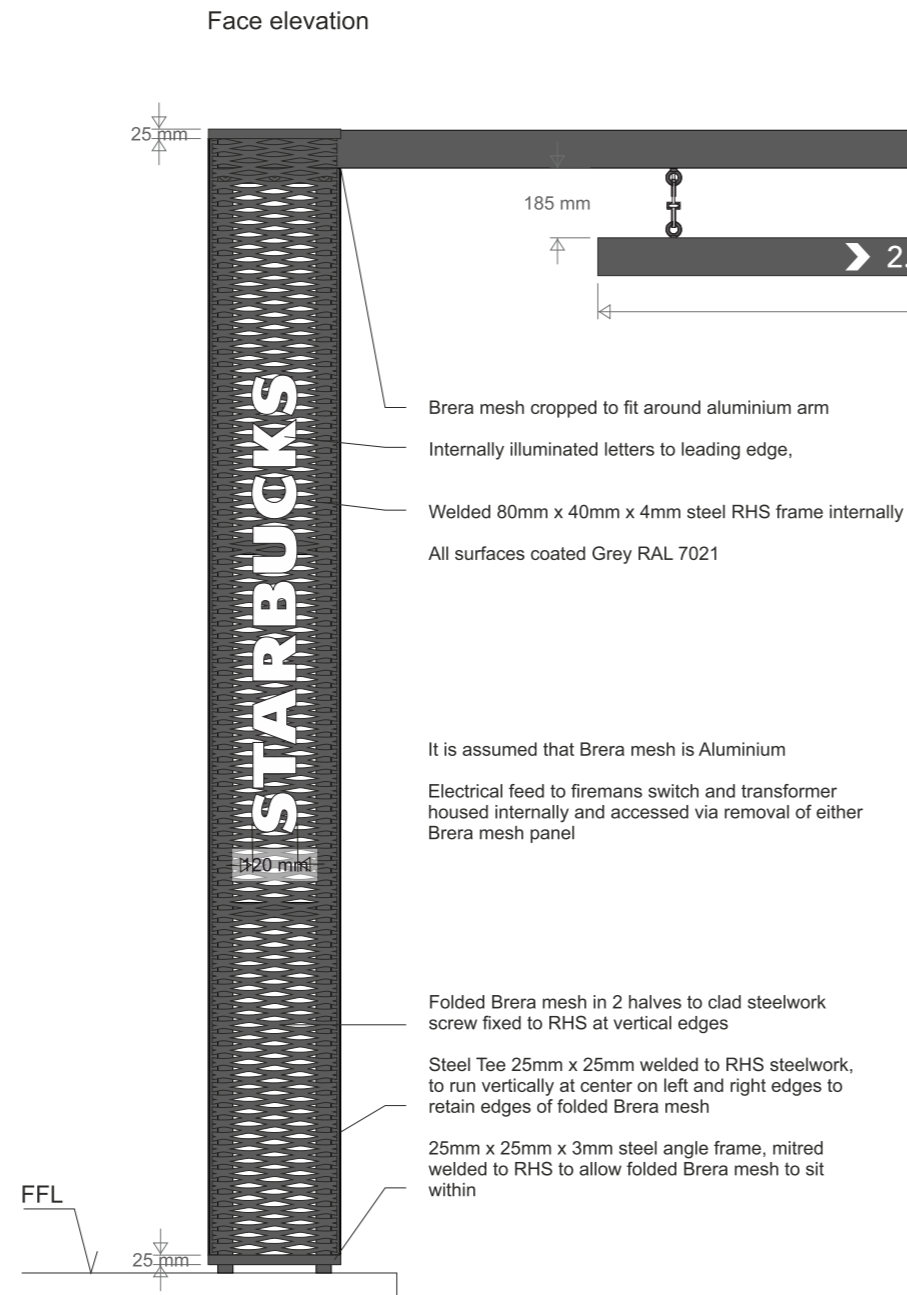 Face elevation
25 mm
185 mm
2.
Brera mesh cropped to fit around aluminium arm
Internally illuminated letters to leading edge,
Welded 80mm x 40mm x 4mm steel RHS frame internally
All surfaces coated Grey RAL 7021
STARBUCKS
It is assumed that Brera mesh is Aluminium
Electrical feed to firemans switch and transformer
housed internally and accessed via removal of either
Brera mesh panel
120 mm
Folded Brera mesh in 2 halves to clad steelwork
screw fixed to RHS at vertical edges
Steel Tee 25mm x 25mm welded to RHS steelwork,
to run vertically at center on left and right edges to
retain edges of folded Brera mesh
25mm x 25mm x 3mm steel angle frame, mitred
welded to RHS to allow folded Brera mesh to sit
within
FFL
25 mm